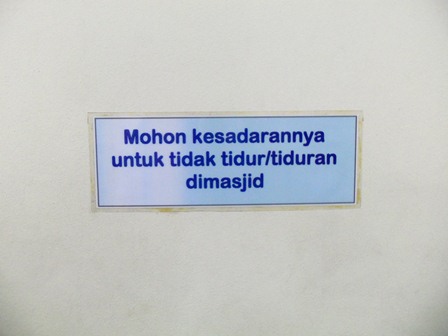 Mohon kesadarannya
untuk tidak tidur/tiduran
dimasjid